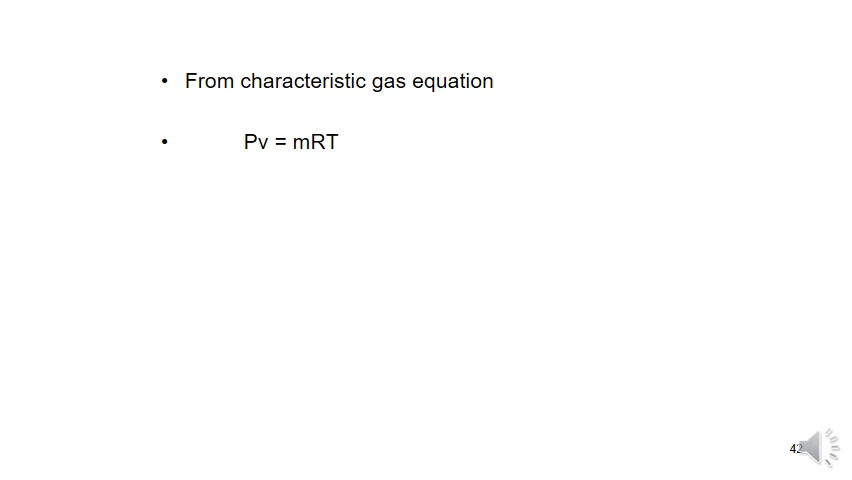 • From characteristic gas equation
• Pv = mRT
42